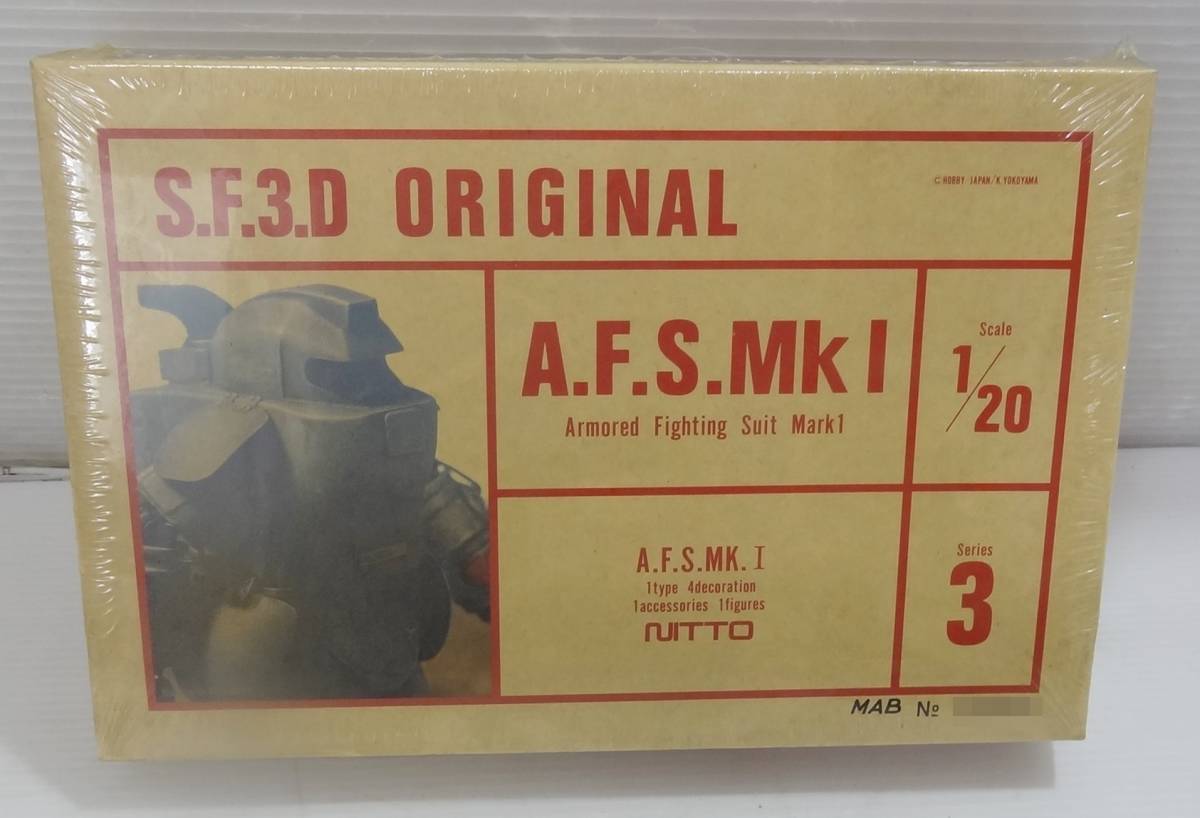 S.F.3.D ORIGINAL
C HOBBY JAPAN/K.YOKOYAMA
A.F.S.Mk I
Armored Fighting Suit Mark1
Scale
1/20
A.F.S.MK.I
1type 4decoration
1accessories 1figures
NITTO
Series
3
MAB №